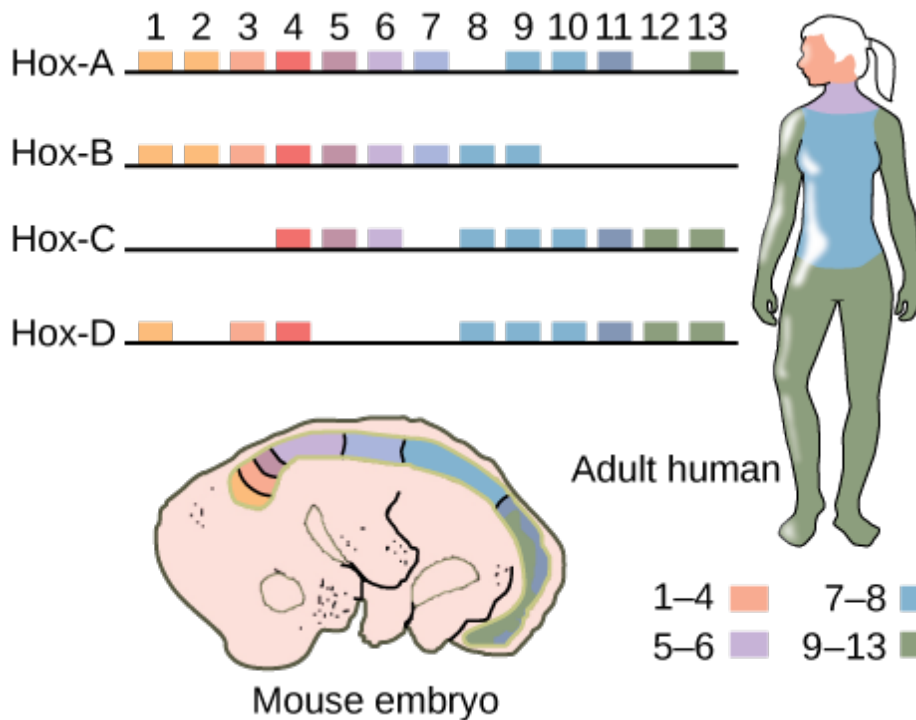 1 2 3 4 5 6 7 8 9 10 11 12 13
Hox-A
Hox-B
Hox-C
Hox-D
Adult human
1–4 7–8
5–6 9–13
Mouse embryo